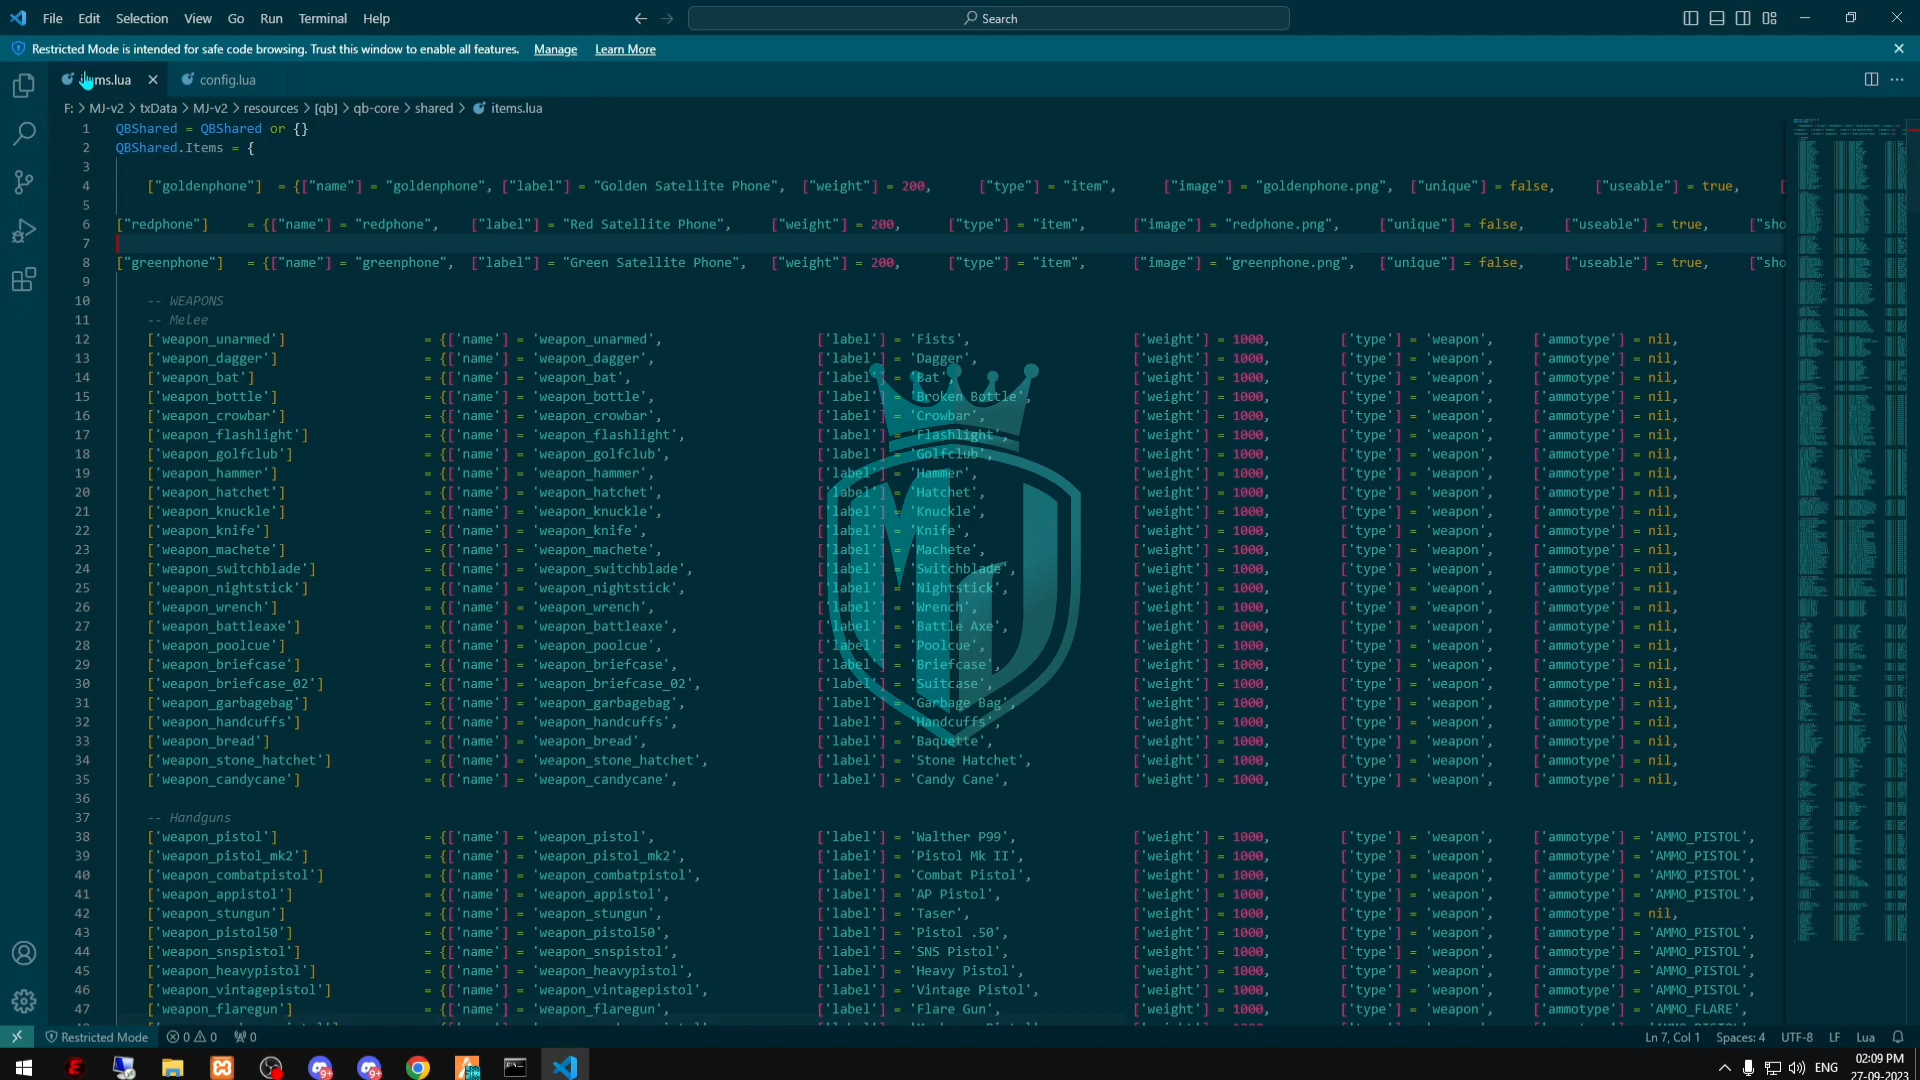 File Edit Selection View Go Run Terminal Help Search
Restricted Mode is intended for safe code browsing. Trust this window to enable all features. Manage Learn More
items.lua config.lua
F: > MJ-v2 > txData > MJ-v2 > resources > [qb] > qb-core > shared > items.lua
1 QBShared = QBShared or {}
2 QBShared.Items = {
3
4 ["goldenphone"] = {["name"] = "goldenphone", ["label"] = "Golden Satellite Phone", ["weight"] = 200, ["type"] = "item", ["image"] = "goldenphone.png", ["unique"] = false, ["useable"] = true, [
5
6 ["redphone"] = {["name"] = "redphone", ["label"] = "Red Satellite Phone", ["weight"] = 200, ["type"] = "item", ["image"] = "redphone.png", ["unique"] = false, ["useable"] = true, ["sho
7
8 ["greenphone"] = {["name"] = "greenphone", ["label"] = "Green Satellite Phone", ["weight"] = 200, ["type"] = "item", ["image"] = "greenphone.png", ["unique"] = false, ["useable"] = true, ["sho
9
10 -- WEAPONS
11 -- Melee
12 ['weapon_unarmed'] = {['name'] = 'weapon_unarmed', ['label'] = 'Fists', ['weight'] = 1000, ['type'] = 'weapon', ['ammotype'] = nil,
13 ['weapon_dagger'] = {['name'] = 'weapon_dagger', ['label'] = 'Dagger', ['weight'] = 1000, ['type'] = 'weapon', ['ammotype'] = nil,
14 ['weapon_bat'] = {['name'] = 'weapon_bat', ['label'] = 'Bat', ['weight'] = 1000, ['type'] = 'weapon', ['ammotype'] = nil,
15 ['weapon_bottle'] = {['name'] = 'weapon_bottle', ['label'] = 'Broken Bottle', ['weight'] = 1000, ['type'] = 'weapon', ['ammotype'] = nil,
16 ['weapon_crowbar'] = {['name'] = 'weapon_crowbar', ['label'] = 'Crowbar', ['weight'] = 1000, ['type'] = 'weapon', ['ammotype'] = nil,
17 ['weapon_flashlight'] = {['name'] = 'weapon_flashlight', ['label'] = 'Flashlight', ['weight'] = 1000, ['type'] = 'weapon', ['ammotype'] = nil,
18 ['weapon_golfclub'] = {['name'] = 'weapon_golfclub', ['label'] = 'Golfclub', ['weight'] = 1000, ['type'] = 'weapon', ['ammotype'] = nil,
19 ['weapon_hammer'] = {['name'] = 'weapon_hammer', ['label'] = 'Hammer', ['weight'] = 1000, ['type'] = 'weapon', ['ammotype'] = nil,
20 ['weapon_hatchet'] = {['name'] = 'weapon_hatchet', ['label'] = 'Hatchet', ['weight'] = 1000, ['type'] = 'weapon', ['ammotype'] = nil,
21 ['weapon_knuckle'] = {['name'] = 'weapon_knuckle', ['label'] = 'Knuckle', ['weight'] = 1000, ['type'] = 'weapon', ['ammotype'] = nil,
22 ['weapon_knife'] = {['name'] = 'weapon_knife', ['label'] = 'Knife', ['weight'] = 1000, ['type'] = 'weapon', ['ammotype'] = nil,
23 ['weapon_machete'] = {['name'] = 'weapon_machete', ['label'] = 'Machete', ['weight'] = 1000, ['type'] = 'weapon', ['ammotype'] = nil,
24 ['weapon_switchblade'] = {['name'] = 'weapon_switchblade', ['label'] = 'Switchblade', ['weight'] = 1000, ['type'] = 'weapon', ['ammotype'] = nil,
25 ['weapon_nightstick'] = {['name'] = 'weapon_nightstick', ['label'] = 'Nightstick', ['weight'] = 1000, ['type'] = 'weapon', ['ammotype'] = nil,
26 ['weapon_wrench'] = {['name'] = 'weapon_wrench', ['label'] = 'Wrench', ['weight'] = 1000, ['type'] = 'weapon', ['ammotype'] = nil,
27 ['weapon_battleaxe'] = {['name'] = 'weapon_battleaxe', ['label'] = 'Battle Axe', ['weight'] = 1000, ['type'] = 'weapon', ['ammotype'] = nil,
28 ['weapon_poolcue'] = {['name'] = 'weapon_poolcue', ['label'] = 'Poolcue', ['weight'] = 1000, ['type'] = 'weapon', ['ammotype'] = nil,
29 ['weapon_briefcase'] = {['name'] = 'weapon_briefcase', ['label'] = 'Briefcase', ['weight'] = 1000, ['type'] = 'weapon', ['ammotype'] = nil,
30 ['weapon_briefcase_02'] = {['name'] = 'weapon_briefcase_02', ['label'] = 'Suitcase', ['weight'] = 1000, ['type'] = 'weapon', ['ammotype'] = nil,
31 ['weapon_garbagebag'] = {['name'] = 'weapon_garbagebag', ['label'] = 'Garbage Bag', ['weight'] = 1000, ['type'] = 'weapon', ['ammotype'] = nil,
32 ['weapon_handcuffs'] = {['name'] = 'weapon_handcuffs', ['label'] = 'Handcuffs', ['weight'] = 1000, ['type'] = 'weapon', ['ammotype'] = nil,
33 ['weapon_bread'] = {['name'] = 'weapon_bread', ['label'] = 'Baquette', ['weight'] = 1000, ['type'] = 'weapon', ['ammotype'] = nil,
34 ['weapon_stone_hatchet'] = {['name'] = 'weapon_stone_hatchet', ['label'] = 'Stone Hatchet', ['weight'] = 1000, ['type'] = 'weapon', ['ammotype'] = nil,
35 ['weapon_candycane'] = {['name'] = 'weapon_candycane', ['label'] = 'Candy Cane', ['weight'] = 1000, ['type'] = 'weapon', ['ammotype'] = nil,
36
37 -- Handguns
38 ['weapon_pistol'] = {['name'] = 'weapon_pistol', ['label'] = 'Walther P99', ['weight'] = 1000, ['type'] = 'weapon', ['ammotype'] = 'AMMO_PISTOL',
39 ['weapon_pistol_mk2'] = {['name'] = 'weapon_pistol_mk2', ['label'] = 'Pistol Mk II', ['weight'] = 1000, ['type'] = 'weapon', ['ammotype'] = 'AMMO_PISTOL',
40 ['weapon_combatpistol'] = {['name'] = 'weapon_combatpistol', ['label'] = 'Combat Pistol', ['weight'] = 1000, ['type'] = 'weapon', ['ammotype'] = 'AMMO_PISTOL',
41 ['weapon_appistol'] = {['name'] = 'weapon_appistol', ['label'] = 'AP Pistol', ['weight'] = 1000, ['type'] = 'weapon', ['ammotype'] = 'AMMO_PISTOL',
42 ['weapon_stungun'] = {['name'] = 'weapon_stungun', ['label'] = 'Taser', ['weight'] = 1000, ['type'] = 'weapon', ['ammotype'] = nil,
43 ['weapon_pistol50'] = {['name'] = 'weapon_pistol50', ['label'] = 'Pistol .50', ['weight'] = 1000, ['type'] = 'weapon', ['ammotype'] = 'AMMO_PISTOL',
44 ['weapon_snspistol'] = {['name'] = 'weapon_snspistol', ['label'] = 'SNS Pistol', ['weight'] = 1000, ['type'] = 'weapon', ['ammotype'] = 'AMMO_PISTOL',
45 ['weapon_heavypistol'] = {['name'] = 'weapon_heavypistol', ['label'] = 'Heavy Pistol', ['weight'] = 1000, ['type'] = 'weapon', ['ammotype'] = 'AMMO_PISTOL',
46 ['weapon_vintagepistol'] = {['name'] = 'weapon_vintagepistol', ['label'] = 'Vintage Pistol', ['weight'] = 1000, ['type'] = 'weapon', ['ammotype'] = 'AMMO_PISTOL',
47 ['weapon_flaregun'] = {['name'] = 'weapon_flaregun', ['label'] = 'Flare Gun', ['weight'] = 1000, ['type'] = 'weapon', ['ammotype'] = 'AMMO_FLARE',
Restricted Mode 0 0 0 Ln 7, Col 1 Spaces: 4 UTF-8 LF Lua
ENG 02:09 PM
27-09-2023